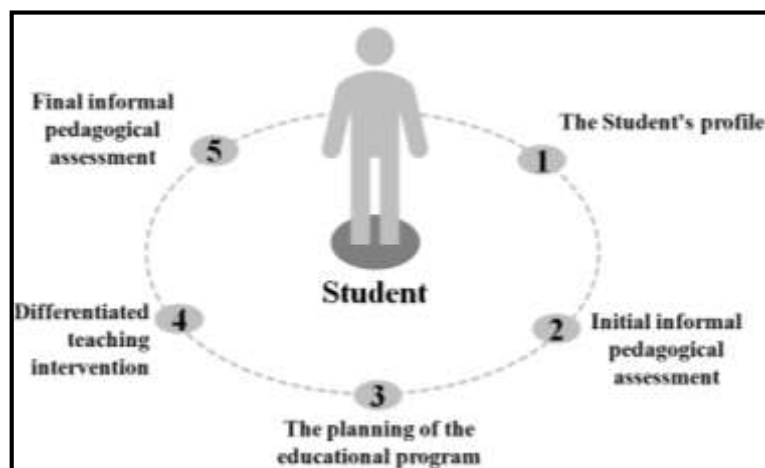 The Student's profile
1
2
Initial informal
pedagogical
assessment
3
The planning of the
educational program
4
Differentiated
teaching
intervention
5
Final informal
pedagogical
assessment
Student